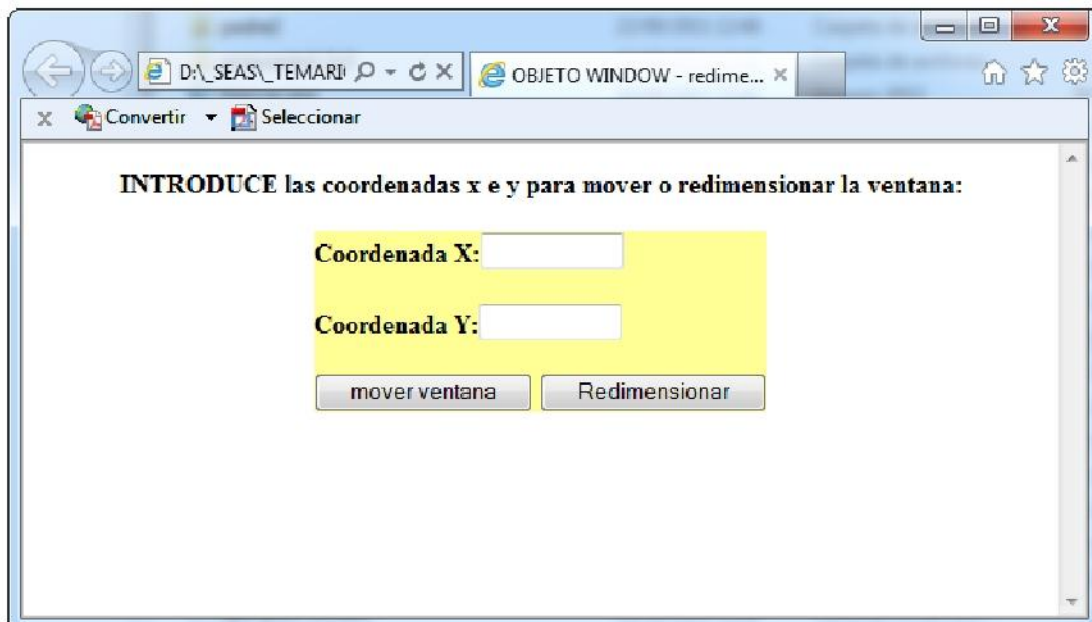 D:\_SEAS\_TEMARI
OBJETO WINDOW - redime...
x Convertir Seleccionar
INTRODUCE las coordenadas x e y para mover o redimensionar la ventana:
Coordenada X:
Coordenada Y:
mover ventana Redimensionar